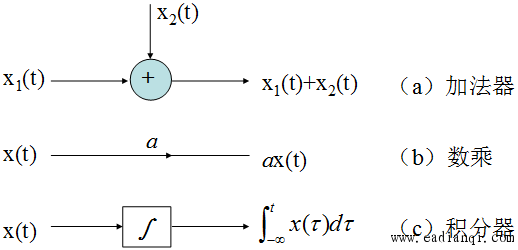 x₂(t)
x₁(t) + x₁(t)+x₂(t) （a）加法器
x(t) a ax(t) （b）数乘
x(t) ∫ ∫₋∞ᵗ x(τ)dτ （c）积分器
www.eadianqi.com